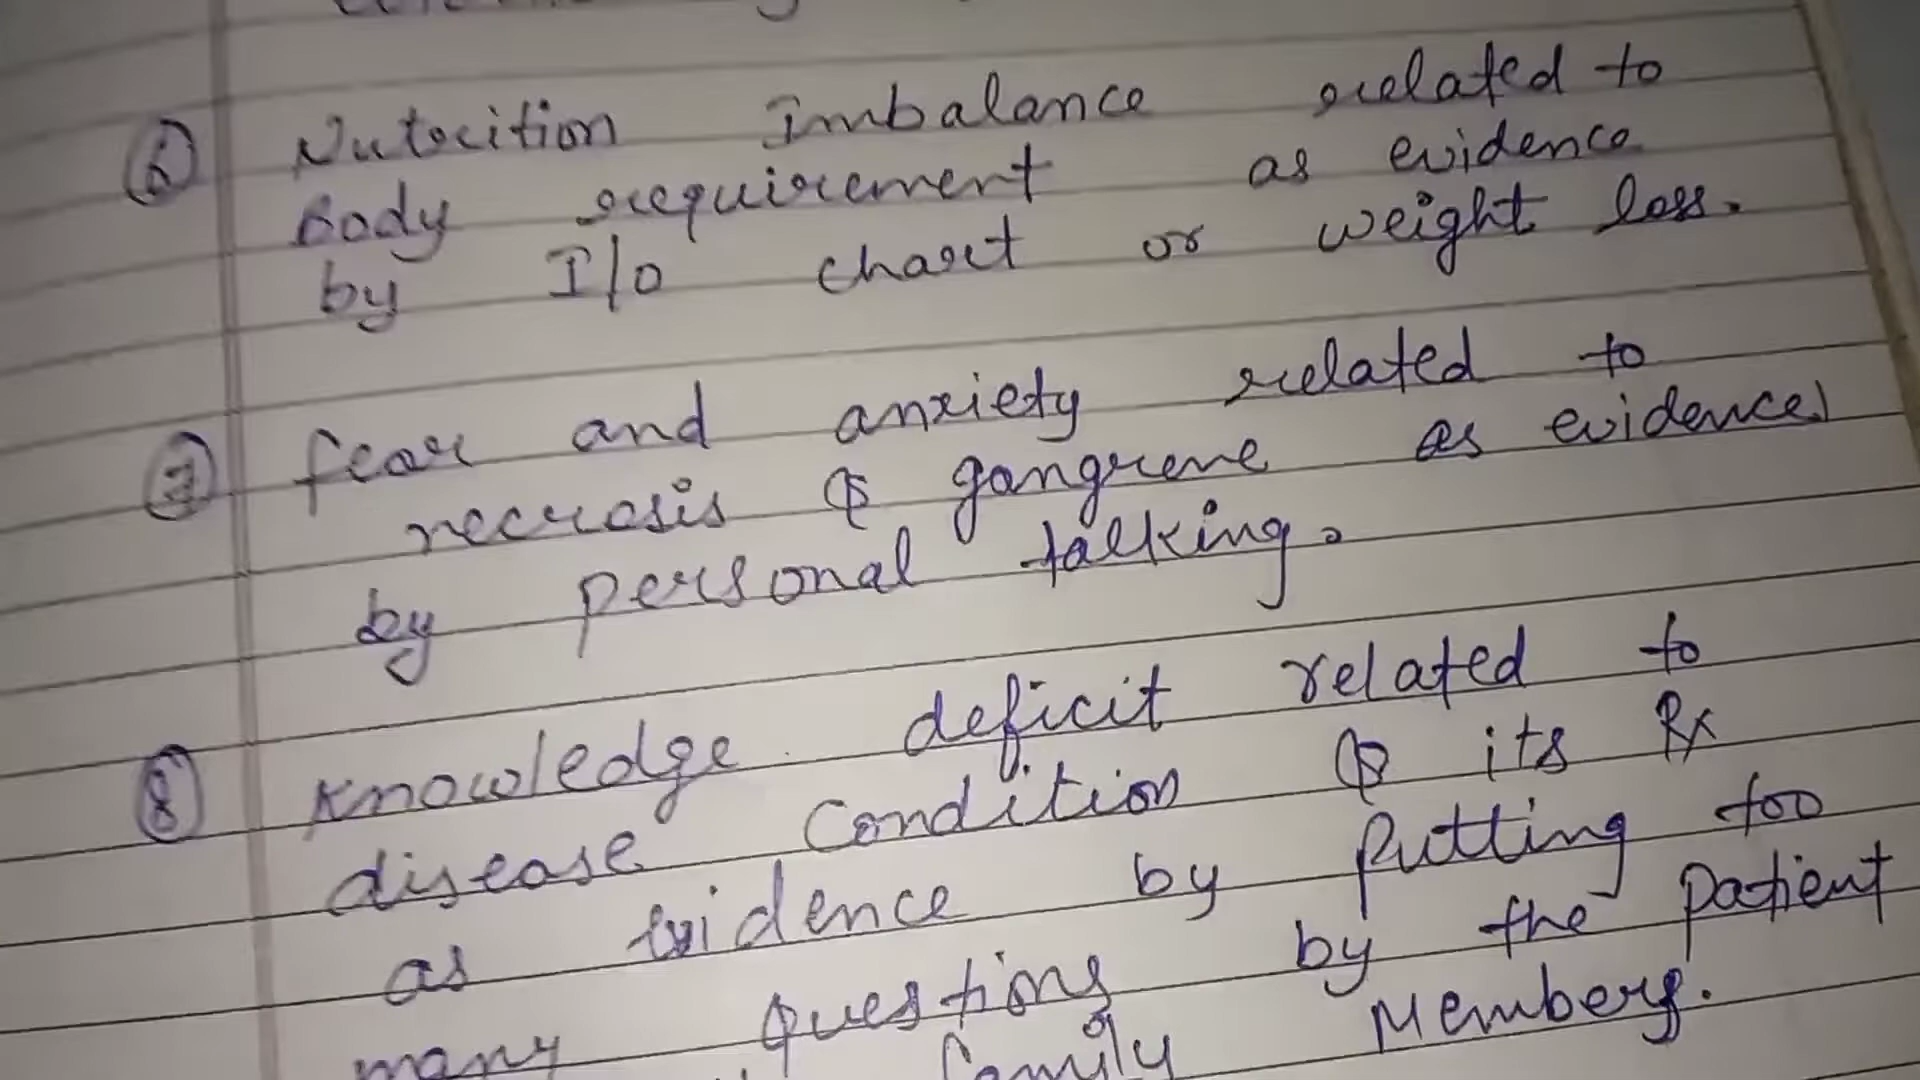 ⑥ Nutrition Imbalance related to
body requirement as evidence
by I/O chart or weight loss.
⑦ fear and anxiety related to
necrosis & gangrene as evidence
by personal talking.
⑧ Knowledge deficit related to
disease condition & its Rx
as evidence by putting too
many questions by the patient
family Members.